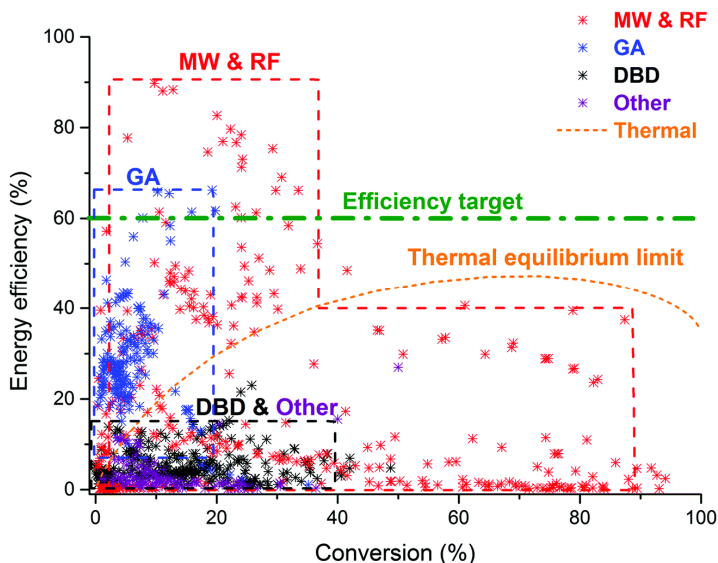 MW & RF
GA
DBD
Other
Thermal
MW & RF
GA
Efficiency target
Thermal equilibrium limit
DBD & Other
Energy efficiency (%)
100
80
60
40
20
0
0
20
40
60
80
100
Conversion (%)